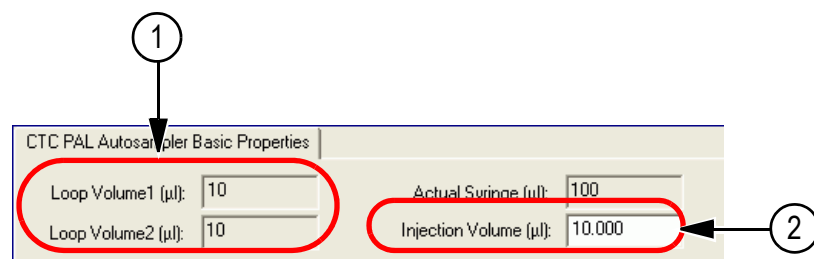 1
CTC PAL Autosampler Basic Properties
Loop Volume1 (µl): 10 Actual Syringe (µl): 100
Loop Volume2 (µl): 10 Injection Volume (µl): 10.000
2